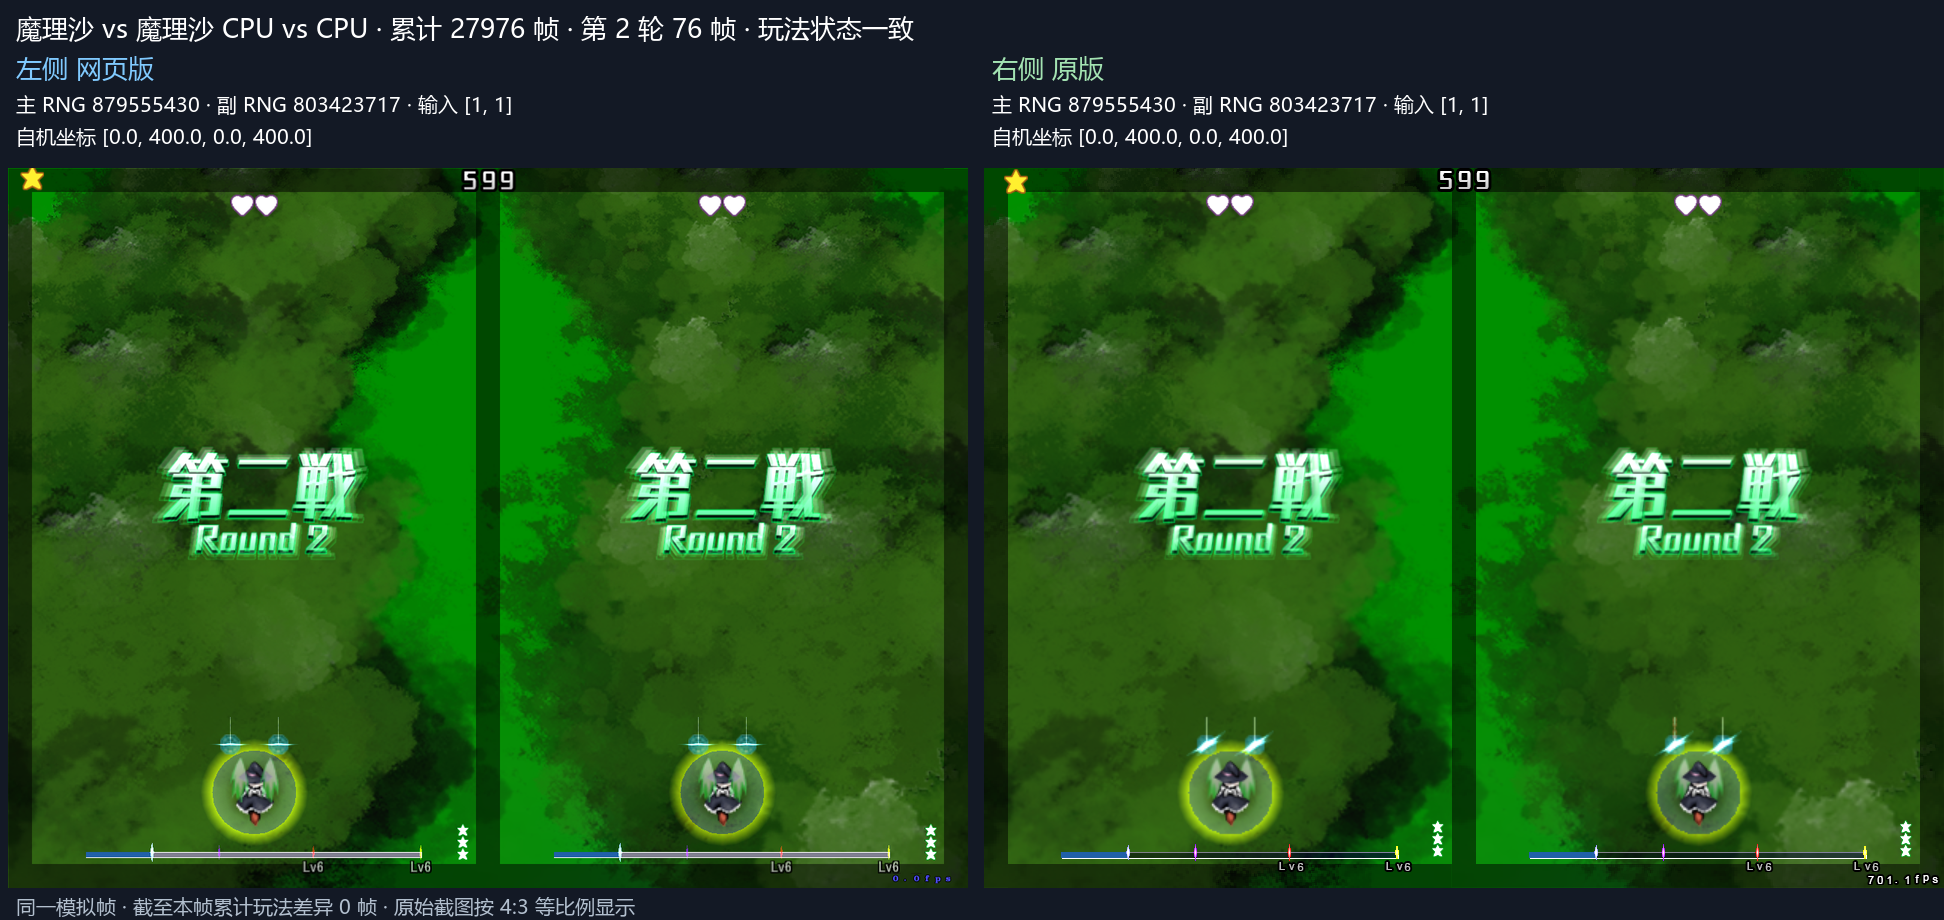 魔理沙 vs 魔理沙 CPU vs CPU · 累计 27976 帧 · 第 2 轮 76 帧 · 玩法状态一致
左侧 网页版
主 RNG 879555430 · 副 RNG 803423717 · 输入 [1, 1]
自机坐标 [0.0, 400.0, 0.0, 400.0]
右侧 原版
主 RNG 879555430 · 副 RNG 803423717 · 输入 [1, 1]
自机坐标 [0.0, 400.0, 0.0, 400.0]
599
第二戦
Round 2
第二戦
Round 2
Lv6
Lv6
Lv6
Lv6
0.0fps
599
第二戦
Round 2
第二戦
Round 2
Lv6
Lv6
Lv6
Lv6
701.1fps
同一模拟帧 · 截至本帧累计玩法差异 0 帧 · 原始截图按 4:3 等比例显示